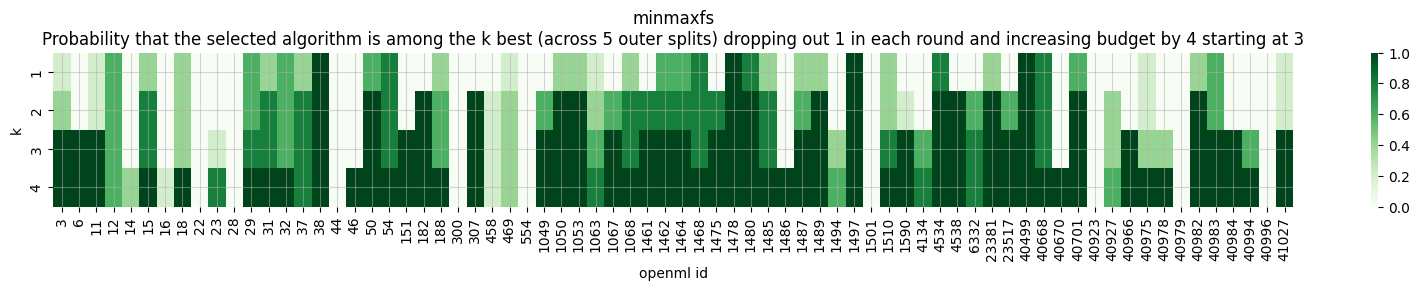 minmaxfs
Probability that the selected algorithm is among the k best (across 5 outer splits) dropping out 1 in each round and increasing budget by 4 starting at 3
k
1
2
3
4
3 6 11 12 14 15 16 18 22 23 28 29 31 32 37 38 44 46 50 54 151 182 188 300 307 458 469 554 1049 1050 1053 1063 1067 1068 1461 1462 1464 1468 1475 1478 1480 1485 1486 1487 1489 1494 1497 1501 1510 1590 4134 4534 4538 6332 23381 23517 40499 40668 40670 40701 40923 40927 40966 40975 40978 40979 40982 40983 40984 40994 40996 41027
openml id
1.0
0.8
0.6
0.4
0.2
0.0